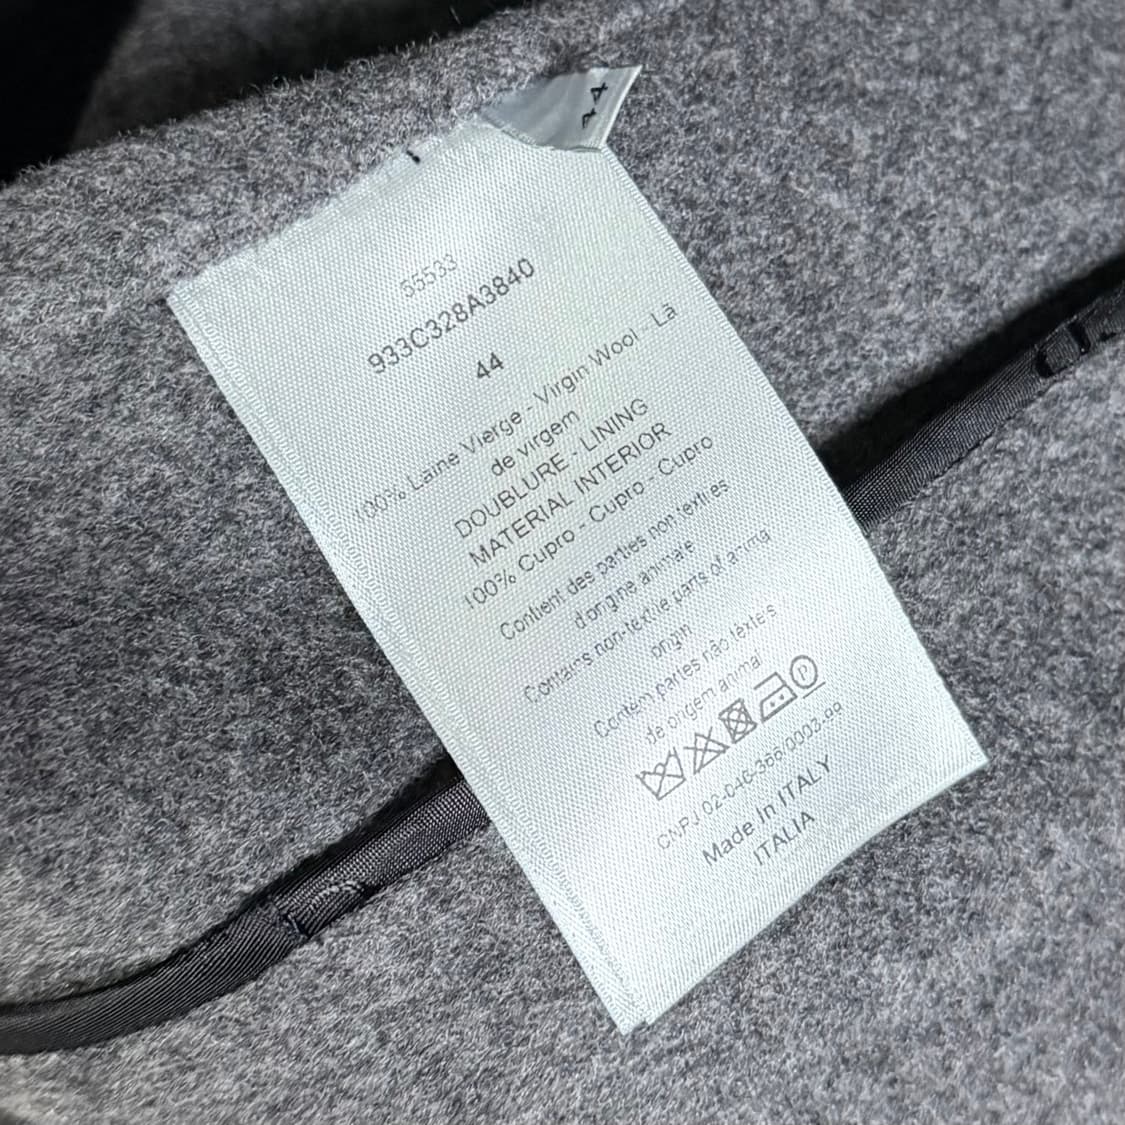 44
55533
933C328A3840
44
100% Laine Vierge - Virgin Wool - Lã
de virgem
DOUBLURE - LINING
MATERIAL INTERIOR
100% Cupro - Cupro - Cupro
Contient des parties non textiles
d'origine animale
Contains non-textile parts of anima
origin
Contém partes não têxteis
de origem animal
P
CNPJ 02-046-366/0003-99
Made In ITALY
ITALIA